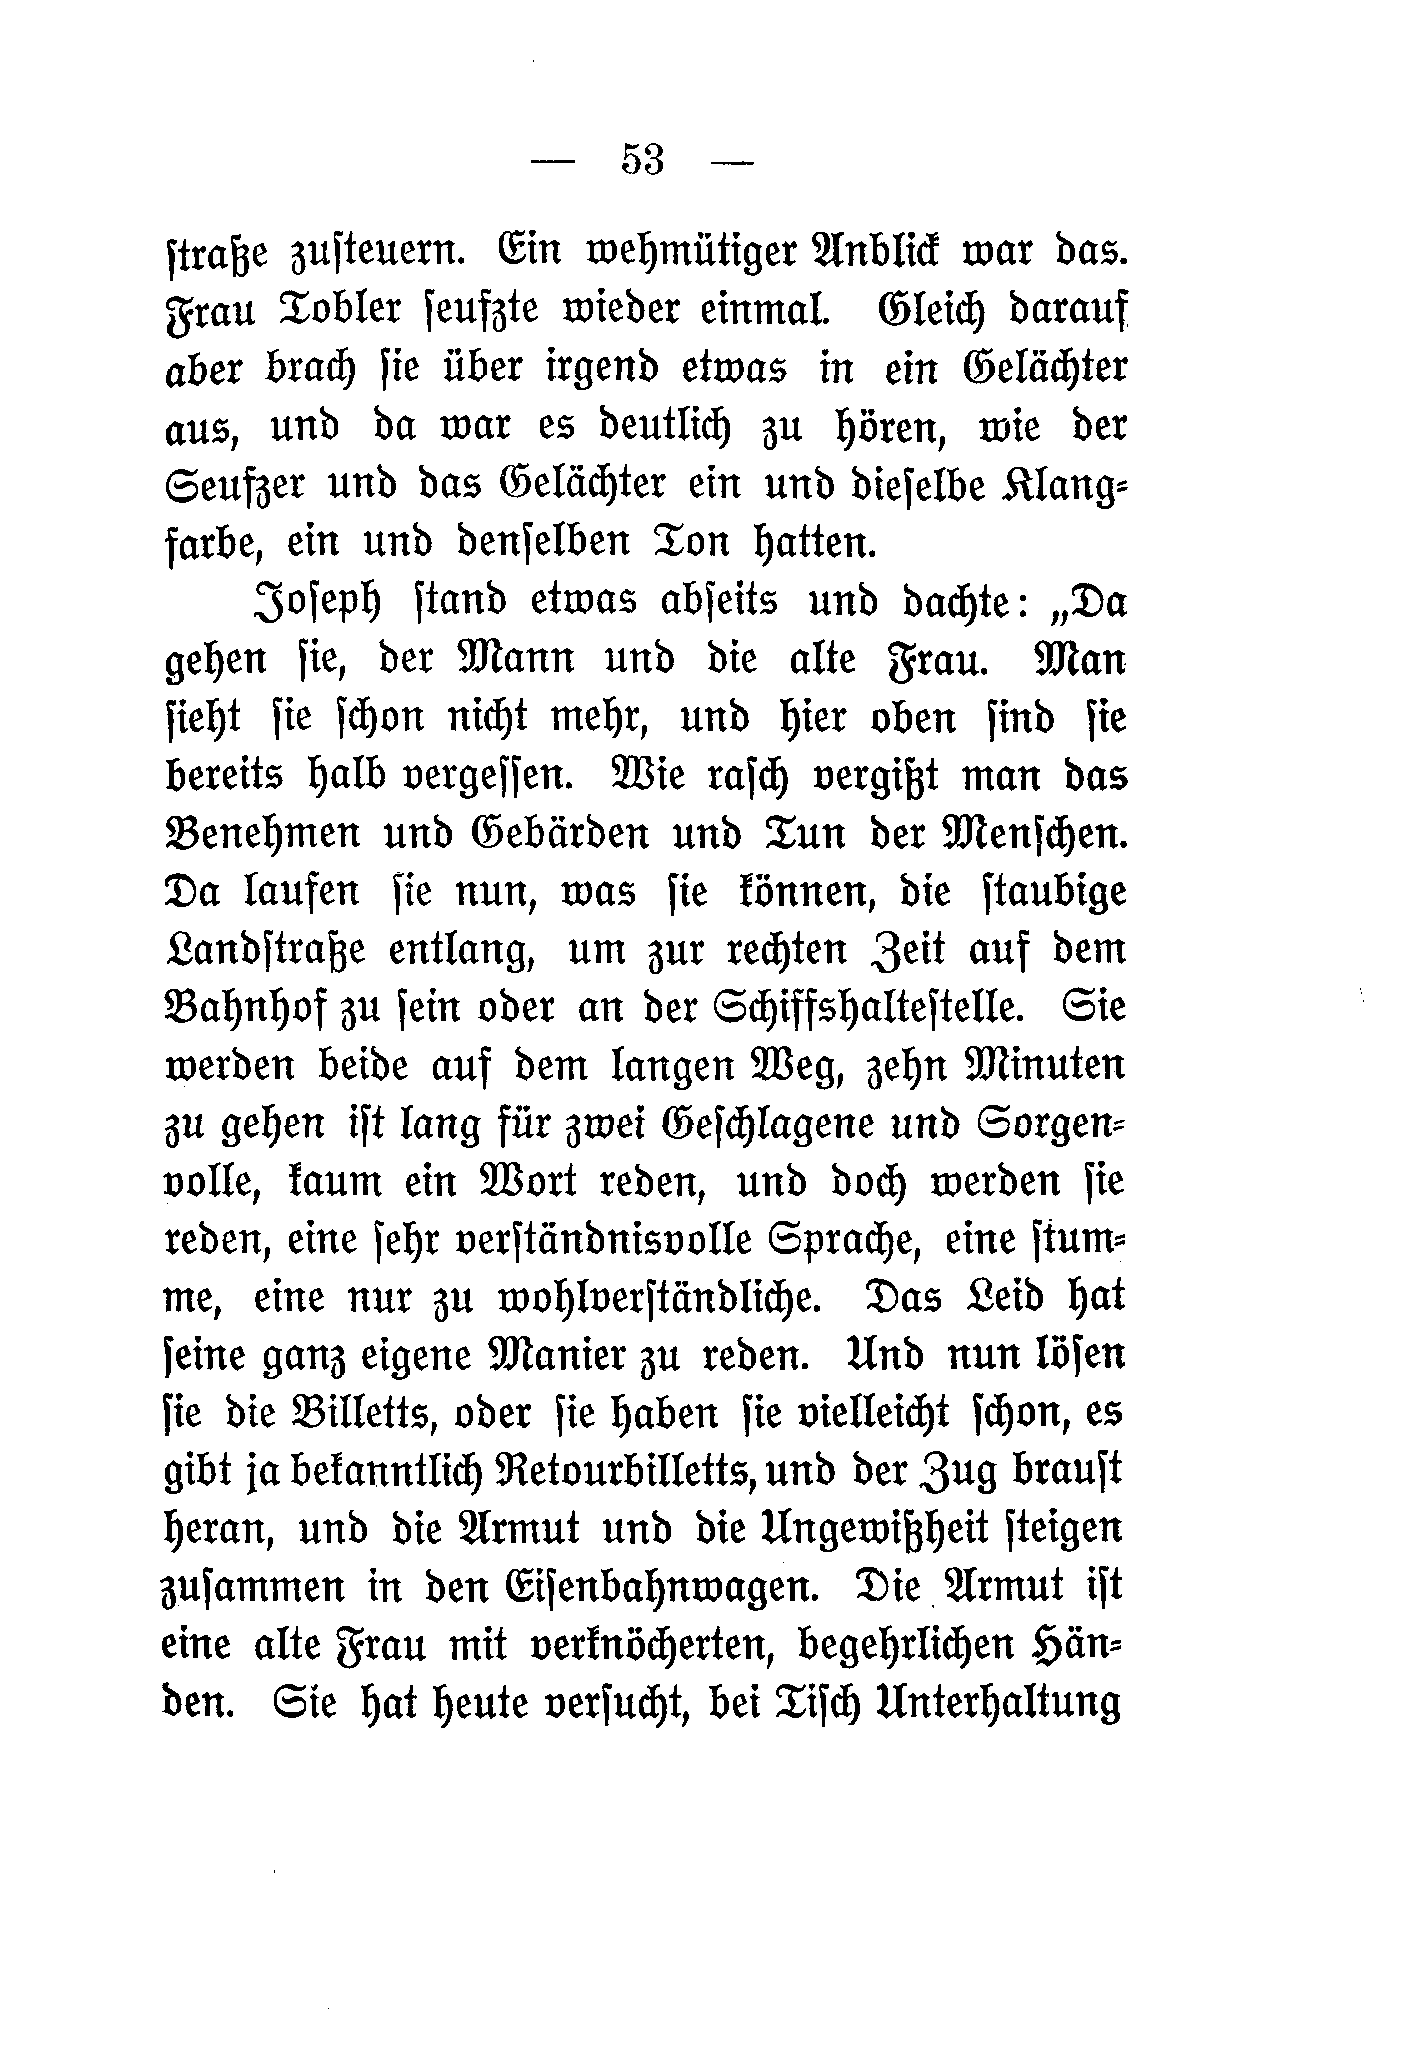 — 53 —
straße zusteuern. Ein wehmütiger Anblick war das.
Frau Tobler seufzte wieder einmal. Gleich darauf
aber brach sie über irgend etwas in ein Gelächter
aus, und da war es deutlich zu hören, wie der
Seufzer und das Gelächter ein und dieselbe Klang-
farbe, ein und denselben Ton hatten.
Joseph stand etwas abseits und dachte: „Da
gehen sie, der Mann und die alte Frau. Man
sieht sie schon nicht mehr, und hier oben sind sie
bereits halb vergessen. Wie rasch vergißt man das
Benehmen und Gebärden und Tun der Menschen.
Da laufen sie nun, was sie können, die staubige
Landstraße entlang, um zur rechten Zeit auf dem
Bahnhof zu sein oder an der Schiffshaltestelle. Sie
werden beide auf dem langen Weg, zehn Minuten
zu gehen ist lang für zwei Geschlagene und Sorgen-
volle, kaum ein Wort reden, und doch werden sie
reden, eine sehr verständnisvolle Sprache, eine stum-
me, eine nur zu wohlverständliche. Das Leid hat
seine ganz eigene Manier zu reden. Und nun lösen
sie die Billetts, oder sie haben sie vielleicht schon, es
gibt ja bekanntlich Retourbilletts, und der Zug braust
heran, und die Armut und die Ungewißheit steigen
zusammen in den Eisenbahnwagen. Die Armut ist
eine alte Frau mit verknöcherten, begehrlichen Hän-
den. Sie hat heute versucht, bei Tisch Unterhaltung